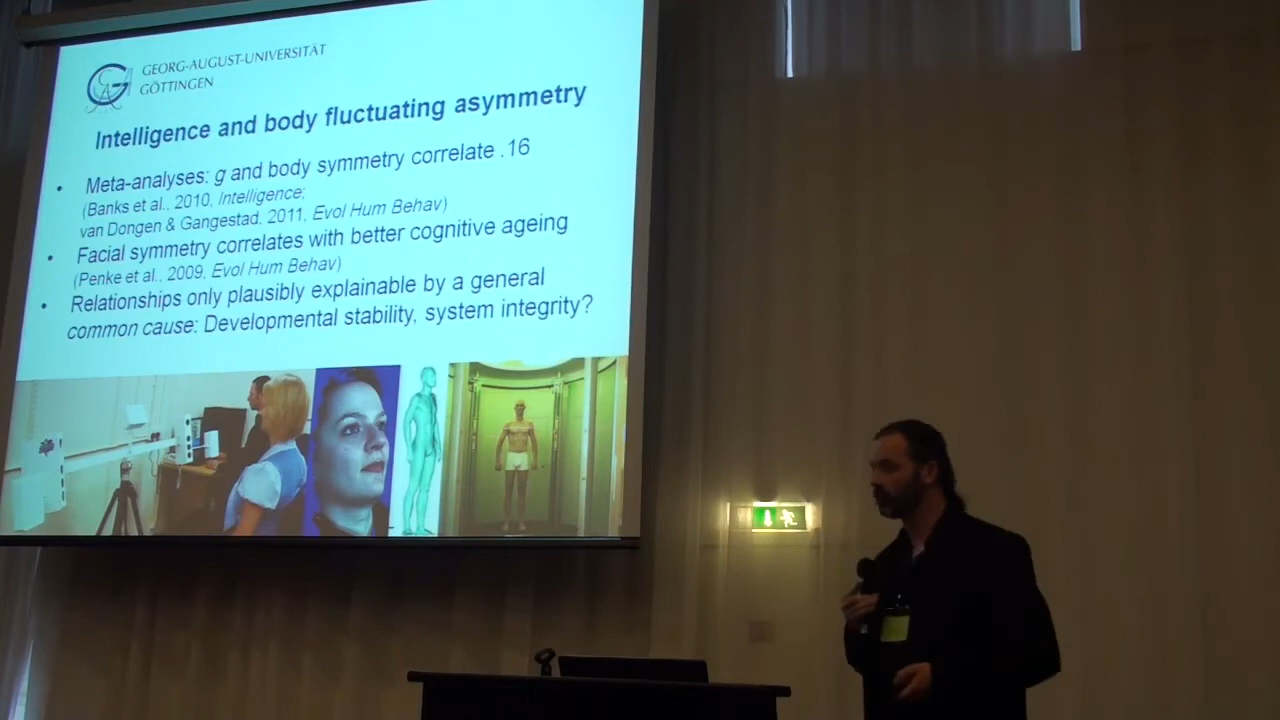 GEORG-AUGUST-UNIVERSITÄT
GÖTTINGEN
Intelligence and body fluctuating asymmetry
• Meta-analyses: g and body symmetry correlate .16
(Banks et al., 2010, Intelligence;
van Dongen & Gangestad, 2011, Evol Hum Behav)
• Facial symmetry correlates with better cognitive ageing
(Penke et al., 2009, Evol Hum Behav)
• Relationships only plausibly explainable by a general
common cause: Developmental stability, system integrity?